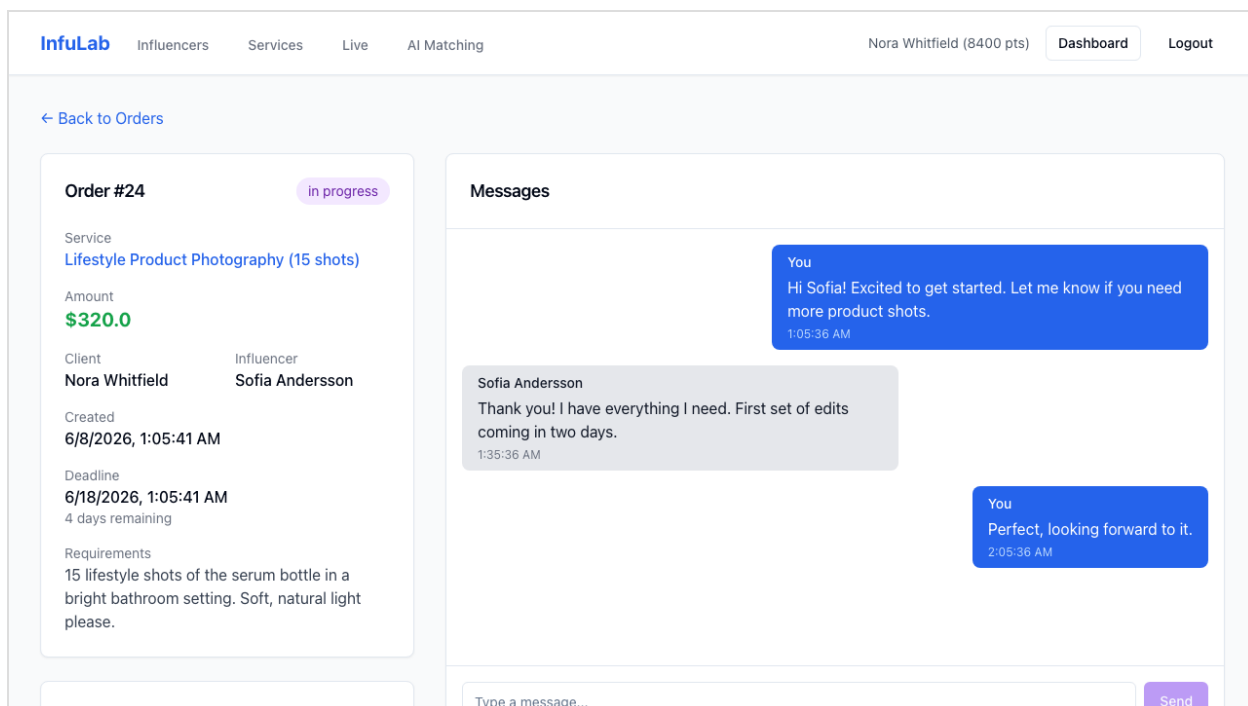 InfuLab
Influencers
Services
Live
AI Matching
Nora Whitfield (8400 pts)
Dashboard
Logout
← Back to Orders
Order #24
in progress
Service
Lifestyle Product Photography (15 shots)
Amount
$320.0
Client
Nora Whitfield
Influencer
Sofia Andersson
Created
6/8/2026, 1:05:41 AM
Deadline
6/18/2026, 1:05:41 AM
4 days remaining
Requirements
15 lifestyle shots of the serum bottle in a
bright bathroom setting. Soft, natural light
please.
Messages
You
Hi Sofia! Excited to get started. Let me know if you need
more product shots.
1:05:36 AM
Sofia Andersson
Thank you! I have everything I need. First set of edits
coming in two days.
1:35:36 AM
You
Perfect, looking forward to it.
2:05:36 AM
Type a message...
Send